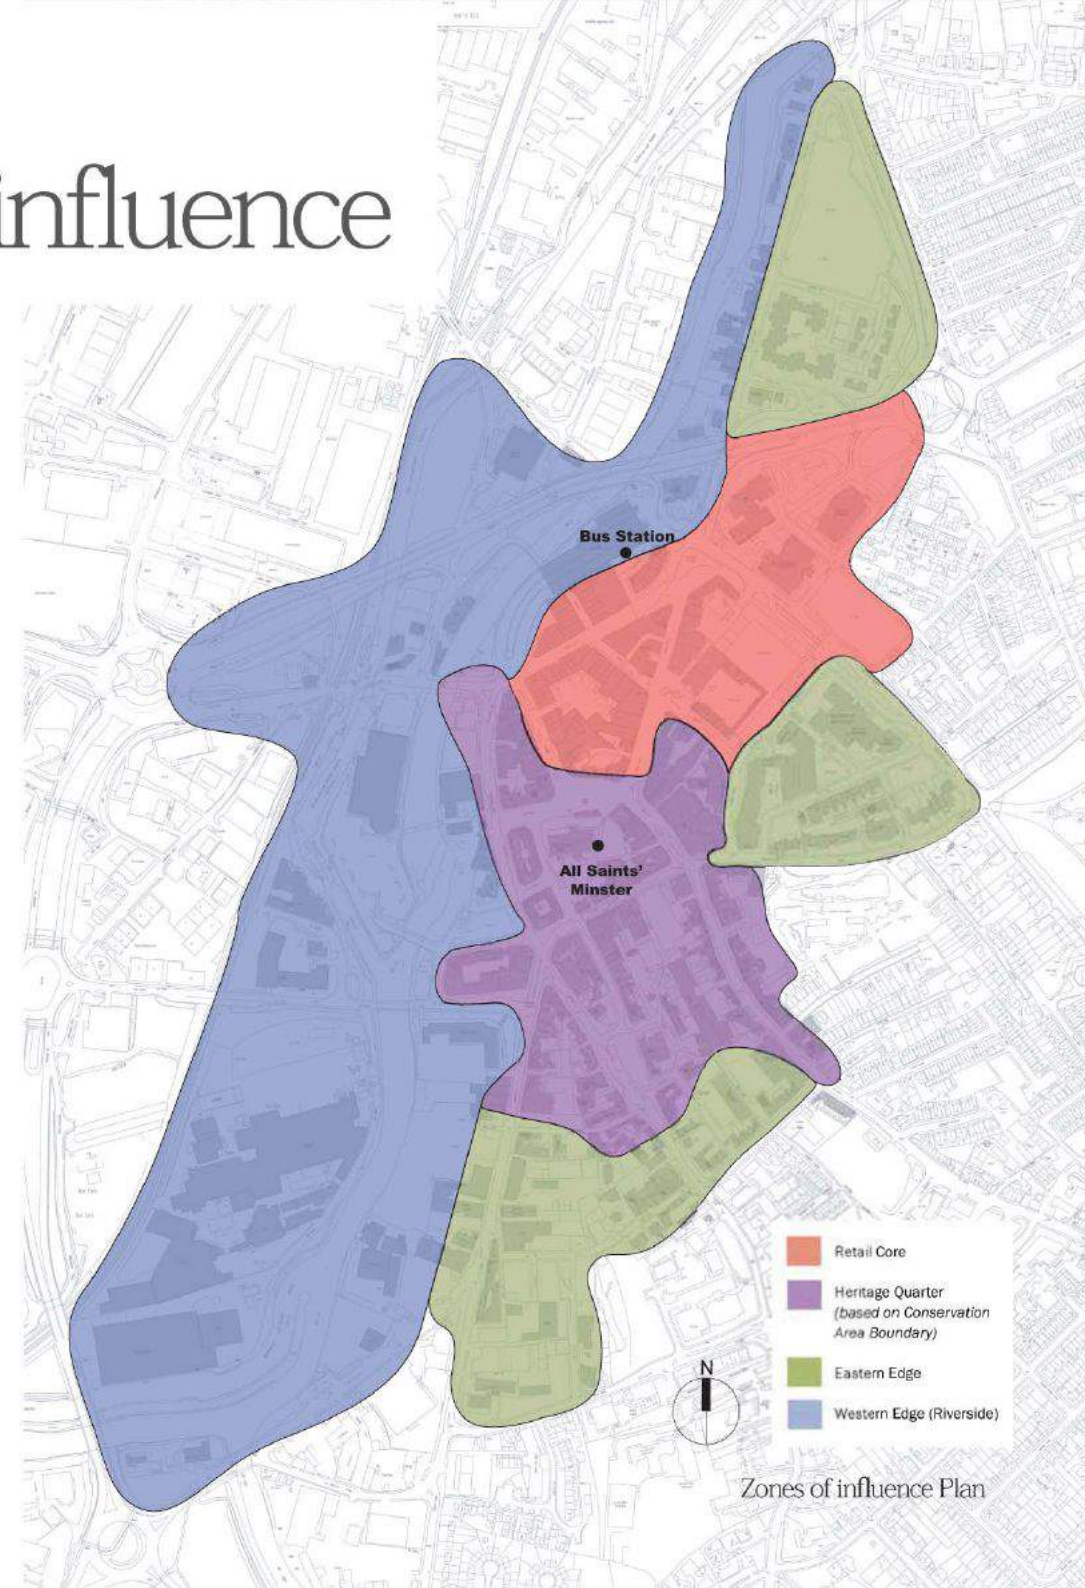 influence
Bus Station
All Saints'
Minster
Retail Core
Heritage Quarter
(based on Conservation
Area Boundary)
Eastern Edge
Western Edge (Riverside)
N
Zones of influence Plan